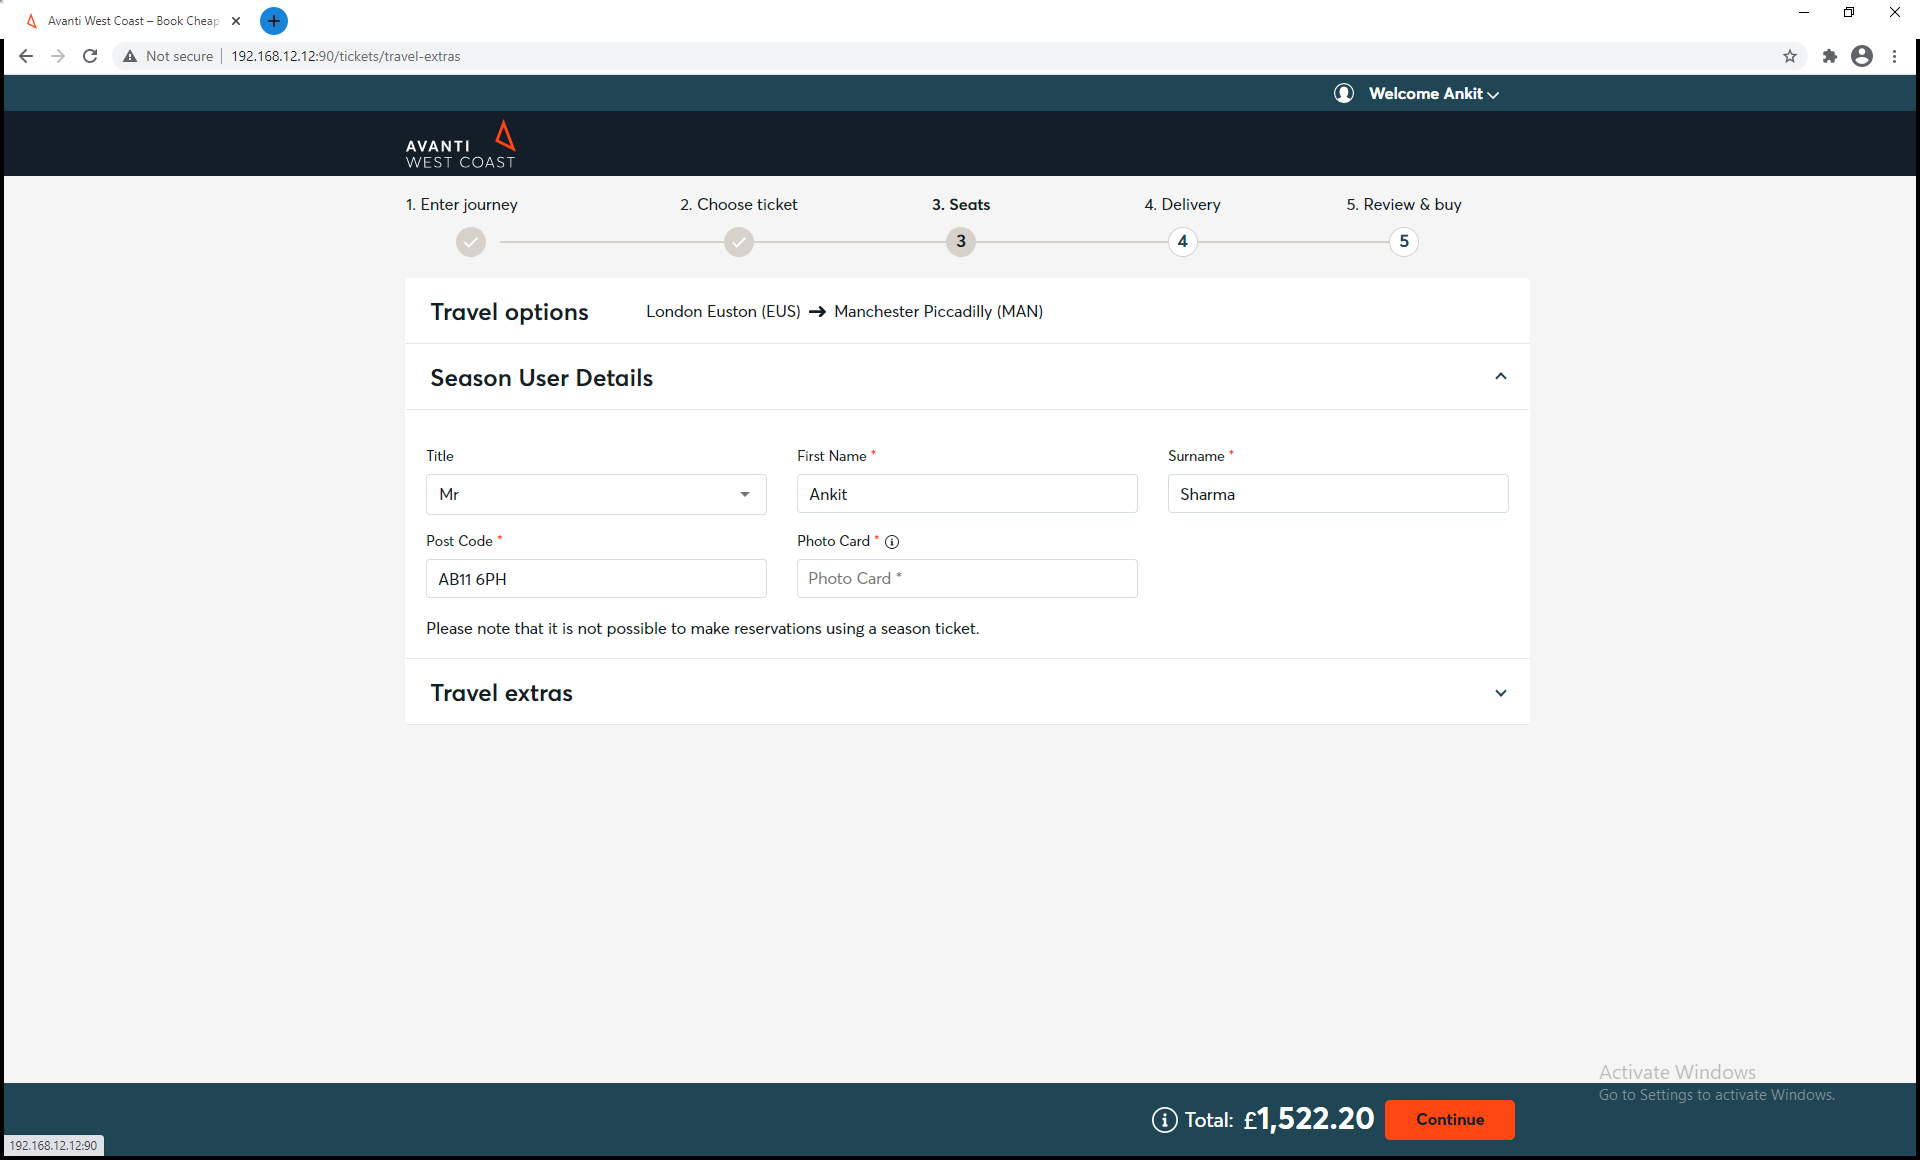 Avanti West Coast – Book Cheap
Not secure
192.168.12.12:90/tickets/travel-extras
Welcome Ankit
AVANTI
WEST COAST
1. Enter journey
2. Choose ticket
3. Seats
4. Delivery
5. Review & buy
3
4
5
Travel options
London Euston (EUS) → Manchester Piccadilly (MAN)
Season User Details
Title
First Name *
Surname *
Mr
Ankit
Sharma
Post Code *
Photo Card *
AB11 6PH
Photo Card *
Please note that it is not possible to make reservations using a season ticket.
Travel extras
Activate Windows
Go to Settings to activate Windows.
Total: £1,522.20
Continue
192.168.12.12:90